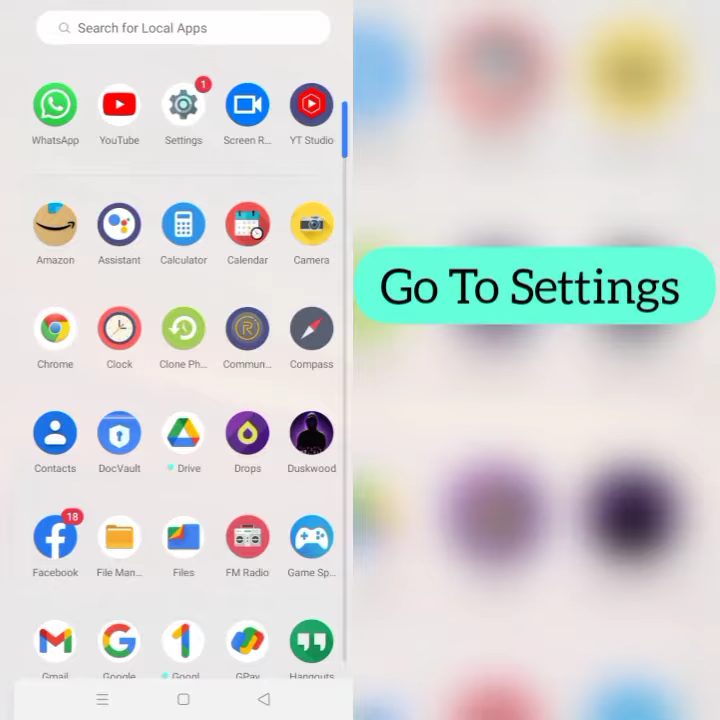 Search for Local Apps
1
WhatsApp YouTube Settings Screen R... YT Studio
Amazon Assistant Calculator Calendar Camera
Chrome Clock Clone Ph... Commun... Compass
Contacts DocVault Drive Drops Duskwood
18
Facebook File Man... Files FM Radio Game Sp...
Gmail Google Googl GPay Hangouts
Go To Settings